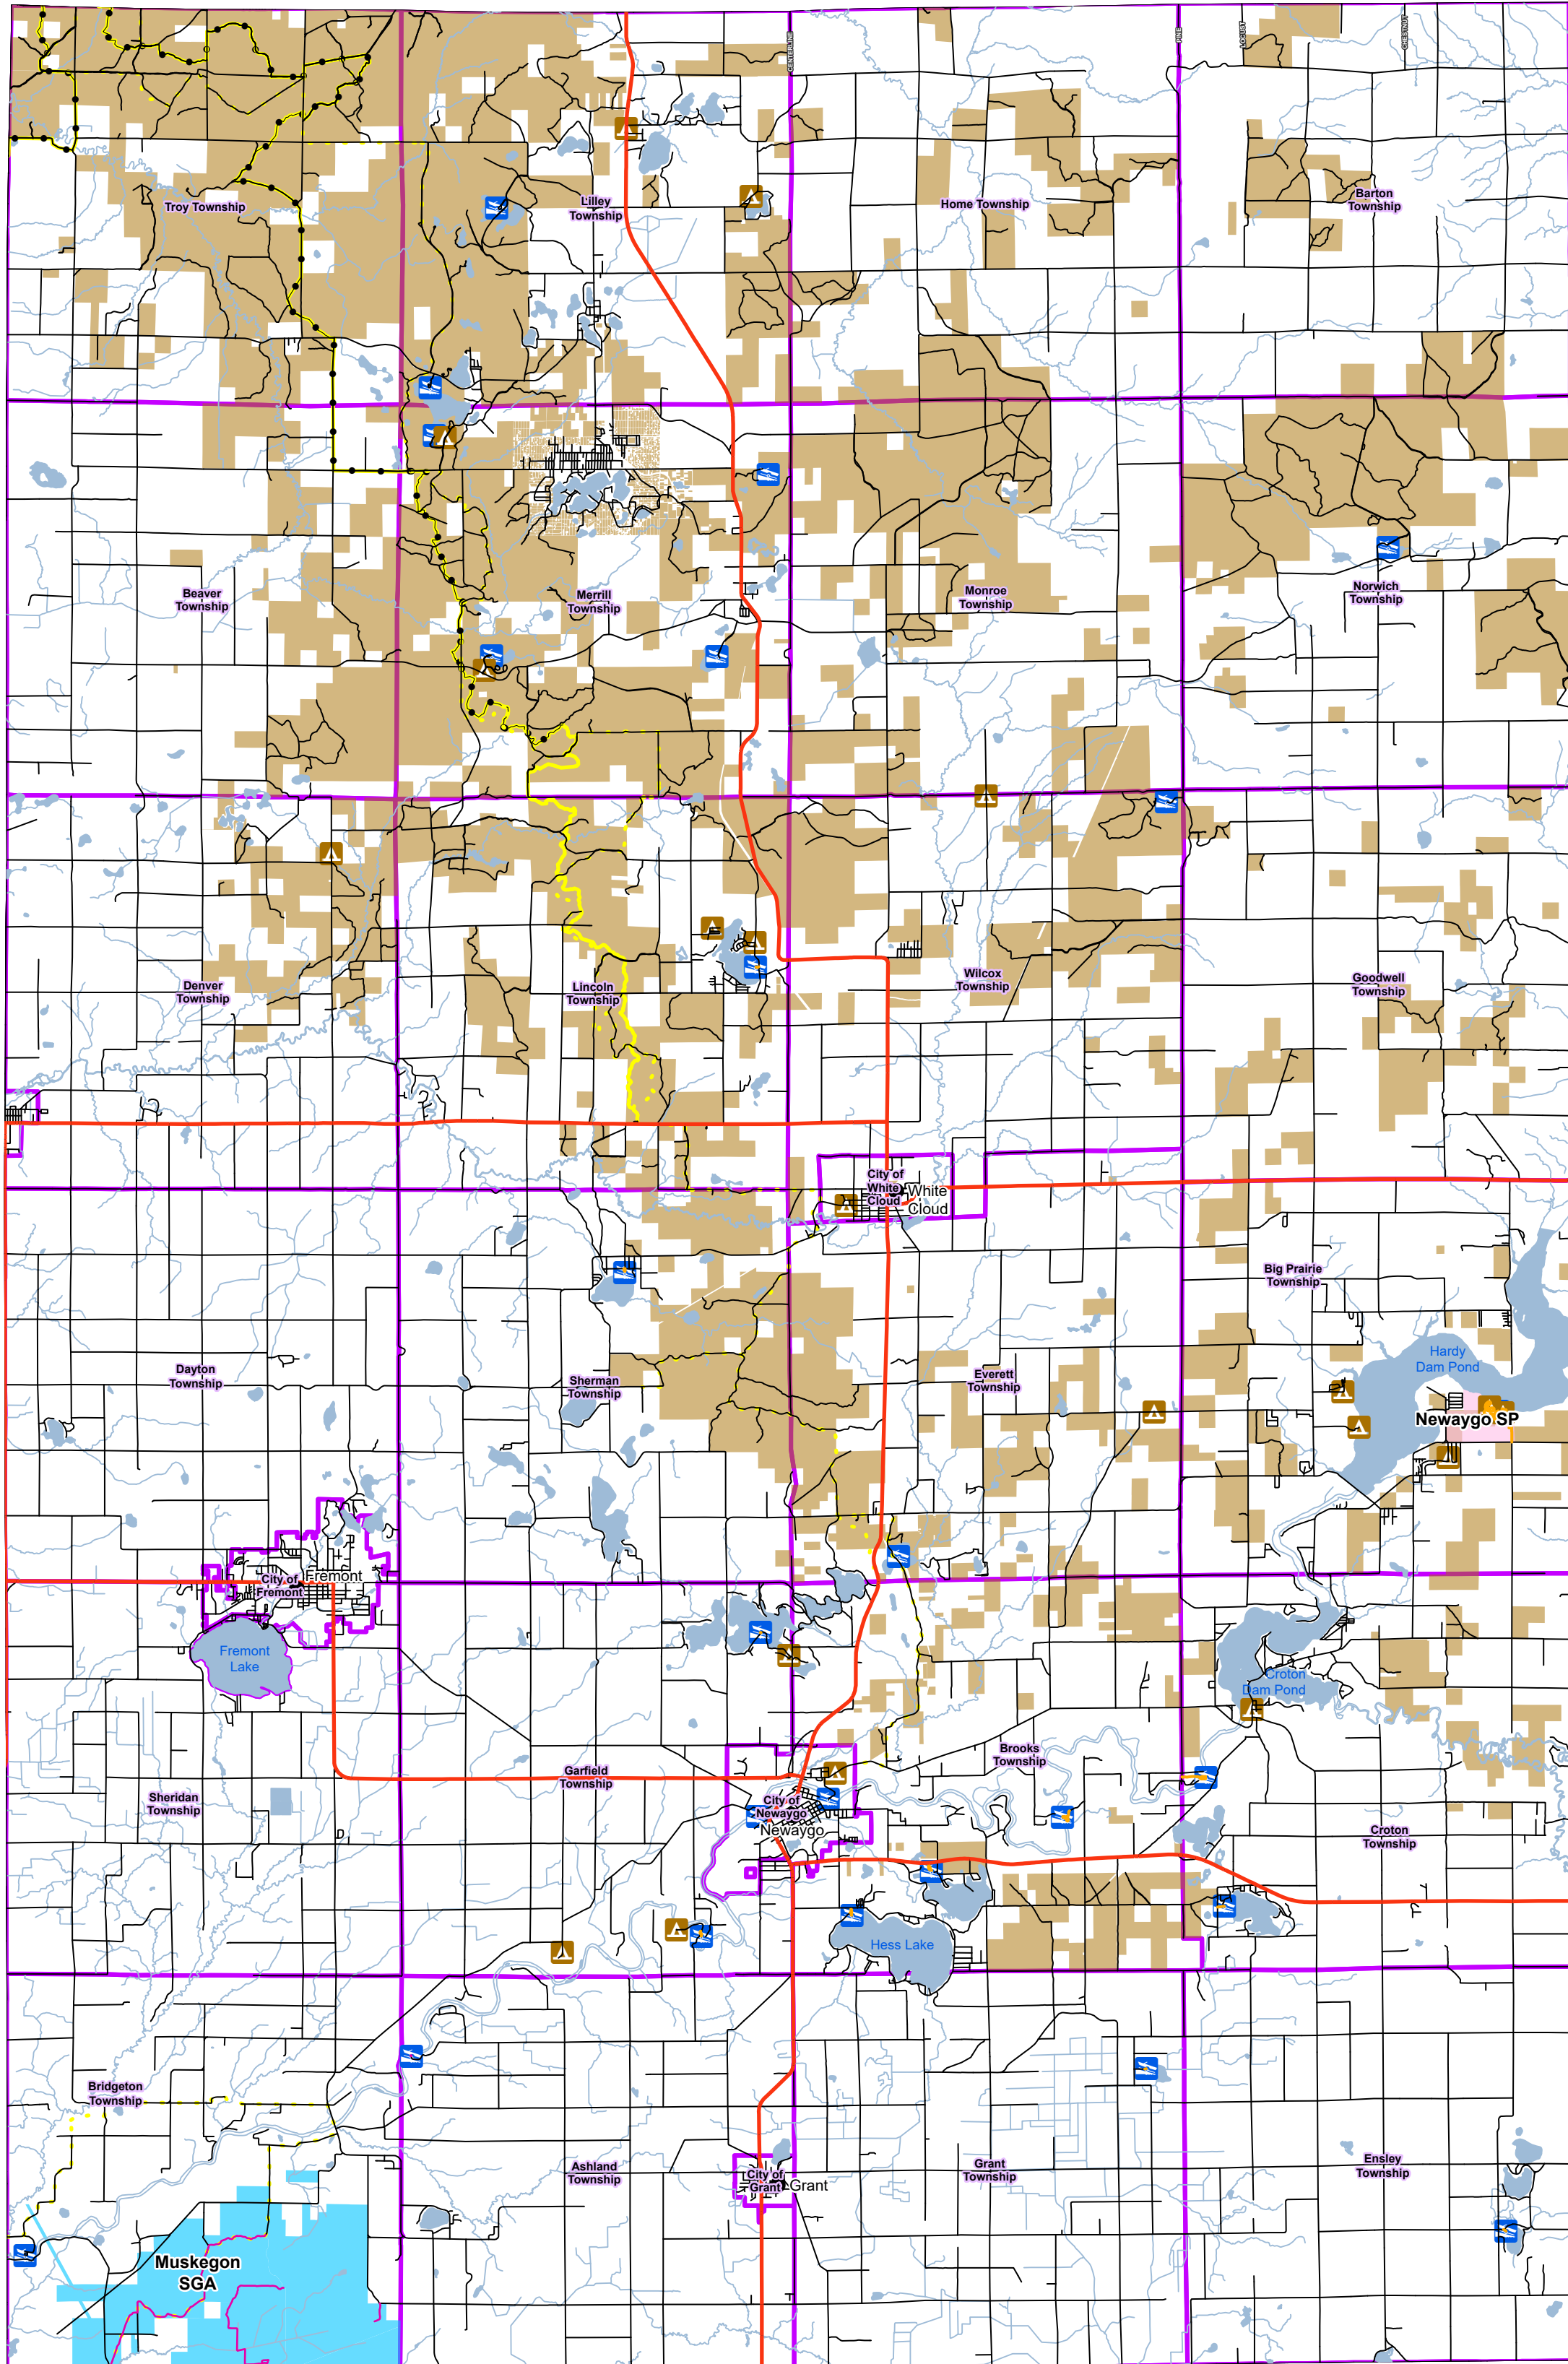 CENTERLINE
PINE
LOCUST
CHESTNUT
Troy Township
Lilley
Township
Home Township
Barton
Township
Beaver
Township
Merrill
Township
Monroe
Township
Norwich
Township
Denver
Township
Lincoln
Township
Wilcox
Township
Goodwell
Township
City of
White
Cloud
White
Cloud
Big Prairie
Township
Hardy
Dam Pond
Dayton
Township
Sherman
Township
Everett
Township
Newaygo SP
City of
Fremont
Fremont
Fremont
Lake
Croton
Dam Pond
Sheridan
Township
Garfield
Township
Brooks
Township
City of
Newaygo
Newaygo
Croton
Township
Hess Lake
Bridgeton
Township
Ashland
Township
City of
Grant
Grant
Grant
Township
Ensley
Township
Muskegon
SGA